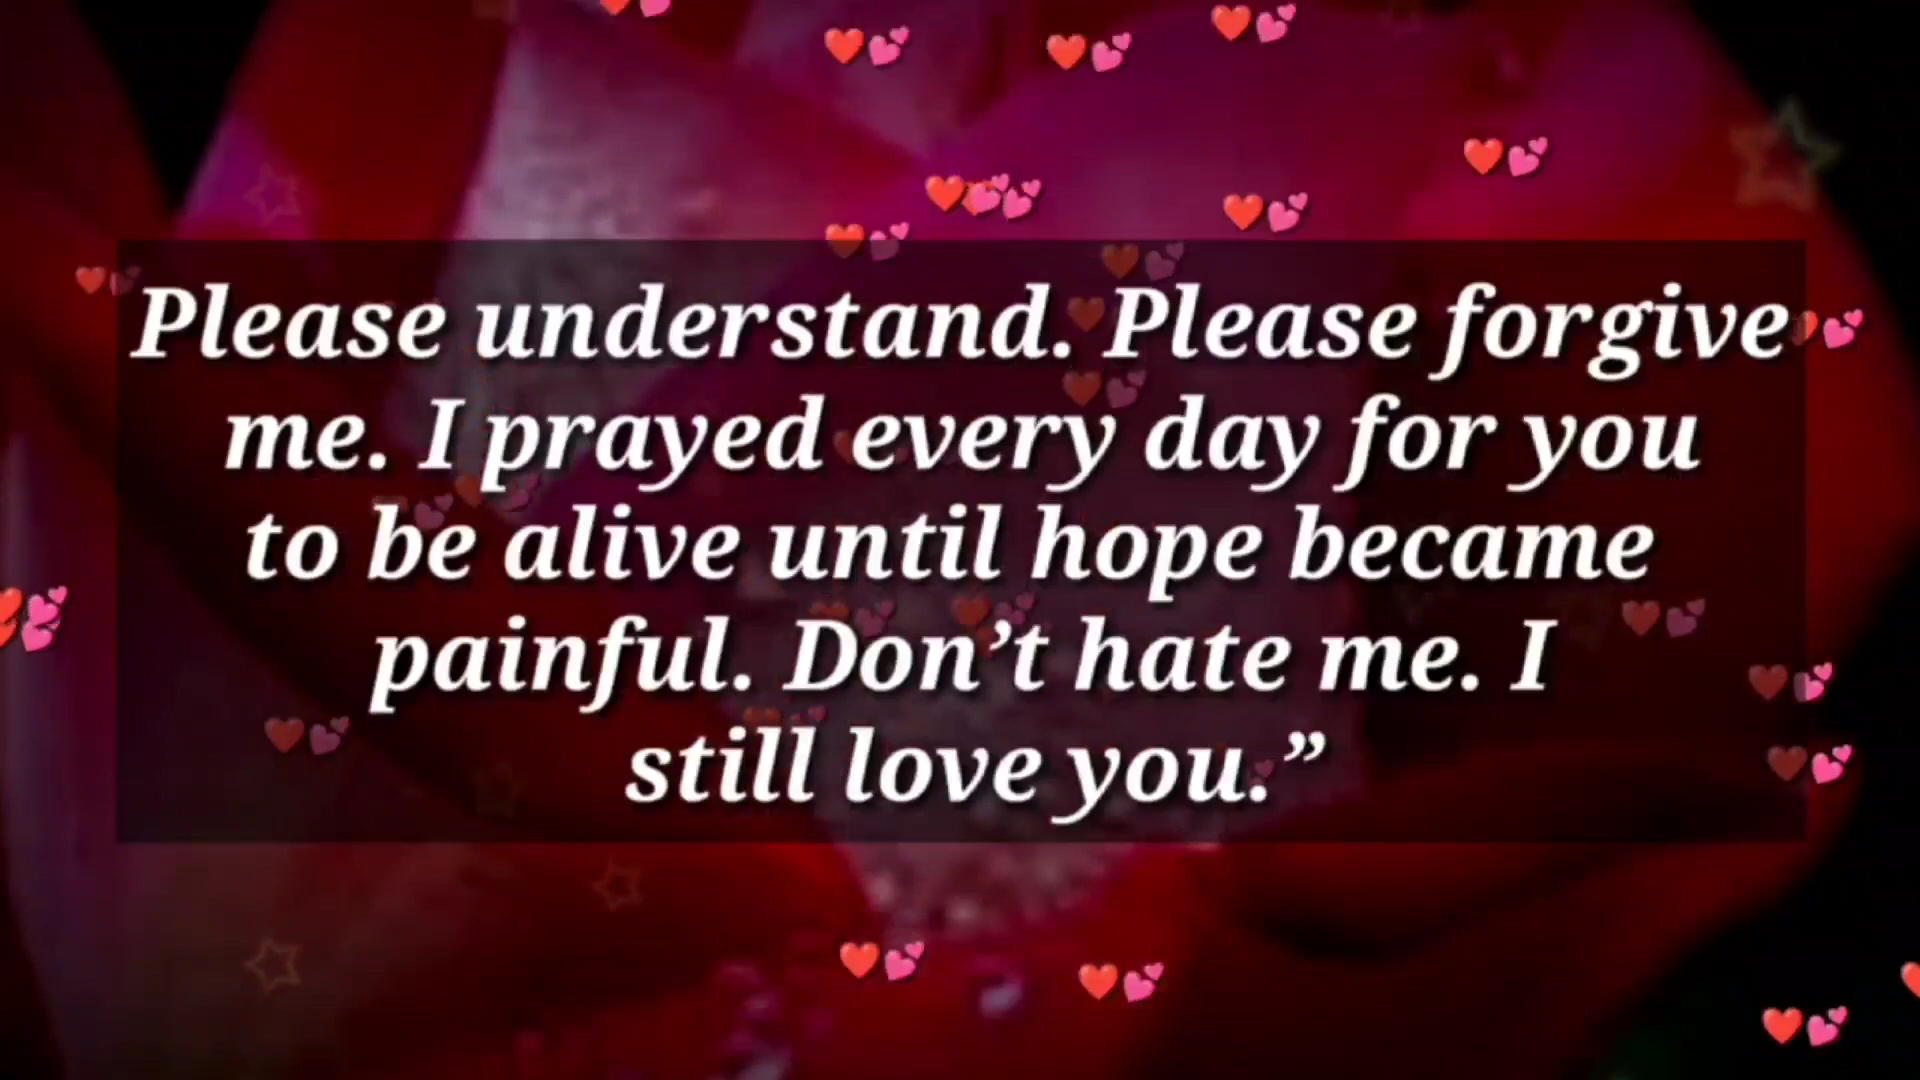 Please understand. Please forgive
me. I prayed every day for you
to be alive until hope became
painful. Don’t hate me. I
still love you.”